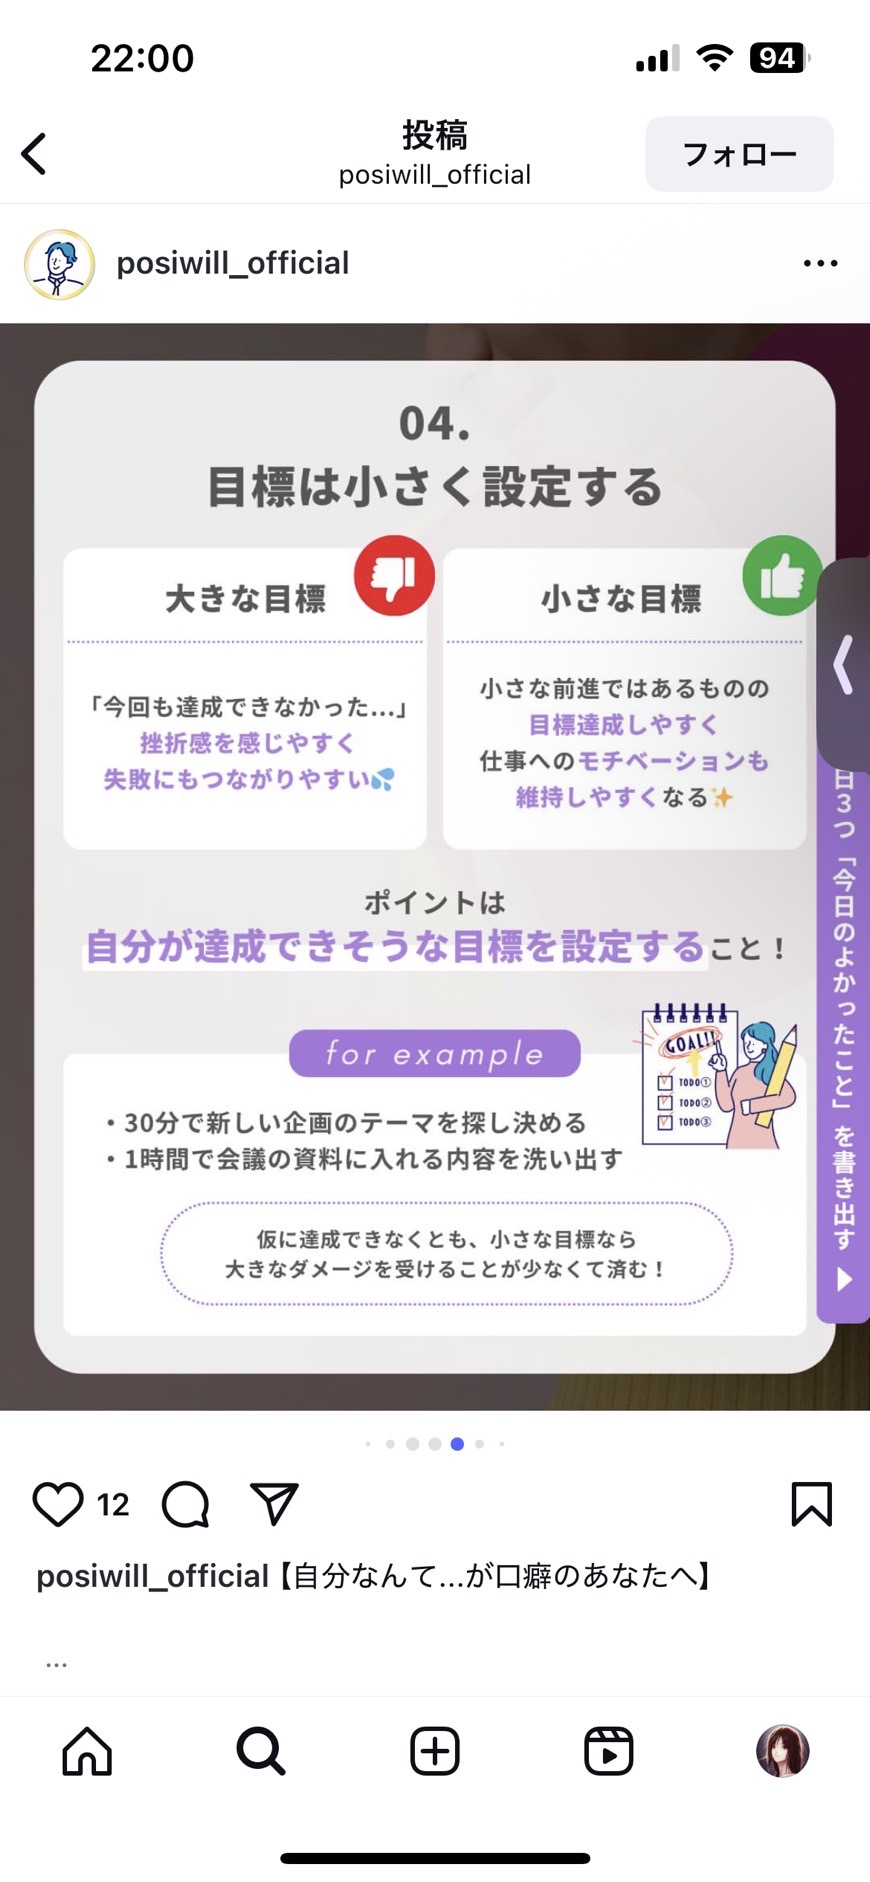 22:00
94
投稿
posiwill_official
フォロー
posiwill_official
04.
目標は小さく設定する
大きな目標
「今回も達成できなかった...」
挫折感を感じやすく
失敗にもつながりやすい💦
小さな目標
小さな前進ではあるものの
目標達成しやすく
仕事へのモチベーションも
維持しやすくなる✨
ポイントは
自分が達成できそうな目標を設定すること！
for example
・30分で新しい企画のテーマを探し決める
・1時間で会議の資料に入れる内容を洗い出す
GOAL!!
TODO①
TODO②
TODO③
仮に達成できなくとも、小さな目標なら
大きなダメージを受けることが少なくて済む！
日3つ「今日のよかったこと」を書き出す
12
posiwill_official【自分なんて...が口癖のあなたへ】
...